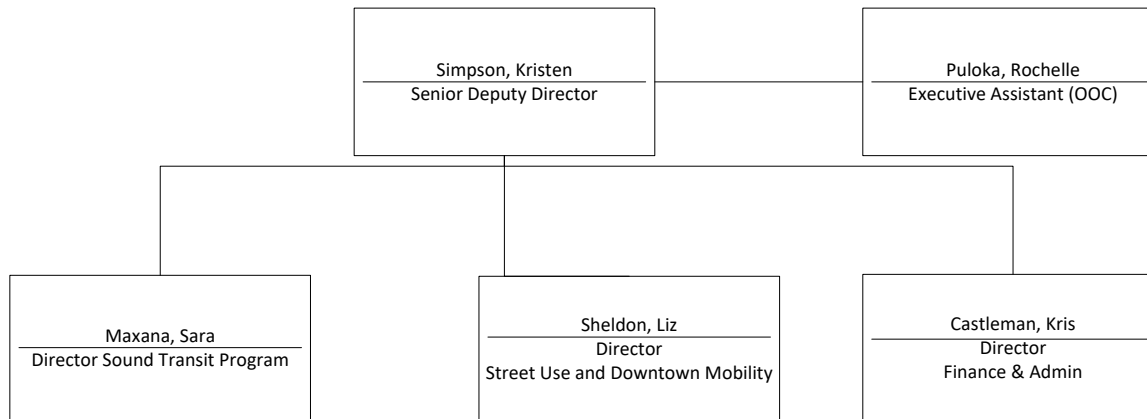 Simpson, Kristen
Senior Deputy Director
Puloka, Rochelle
Executive Assistant (OOC)
Maxana, Sara
Director Sound Transit Program
Sheldon, Liz
Director
Street Use and Downtown Mobility
Castleman, Kris
Director
Finance & Admin